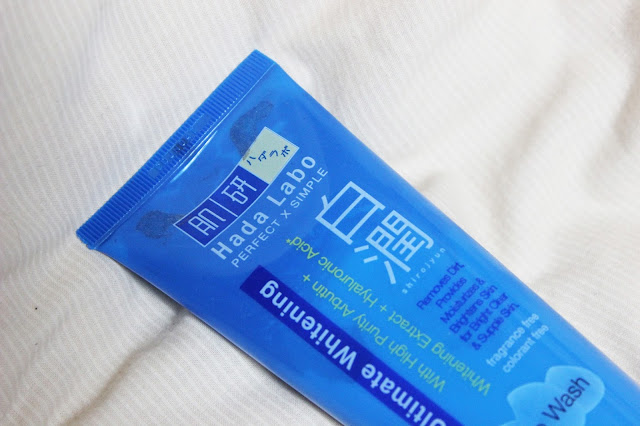 肌研
ハダラボ
Hada Labo
PERFECT X SIMPLE
白潤
shirojyun
Ultimate Whitening
With High Purity Arbutin +
Whitening Extract + Hyaluronic Acid*
Removes Dirt,
Provides
Moisturizes &
Brightens Skin
for Bright, Clear
& Supple Skin.
fragrance free
colorant free
Wash